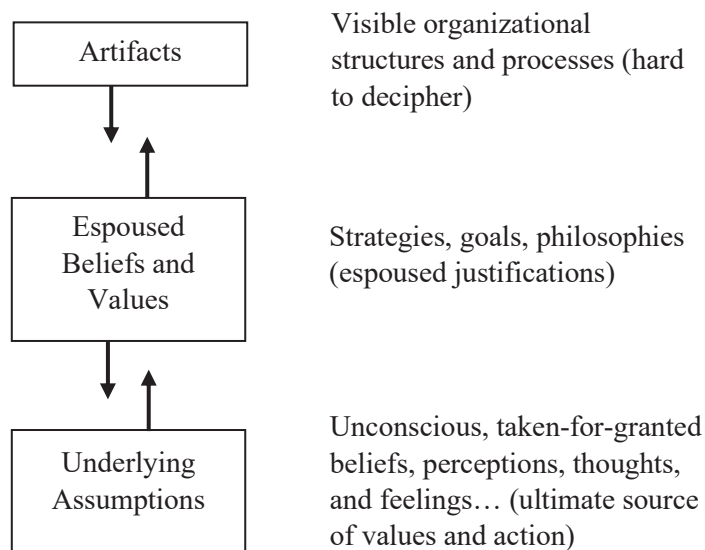 Artifacts
Visible organizational
structures and processes (hard
to decipher)
Espoused
Beliefs and
Values
Strategies, goals, philosophies
(espoused justifications)
Underlying
Assumptions
Unconscious, taken-for-granted
beliefs, perceptions, thoughts,
and feelings… (ultimate source
of values and action)